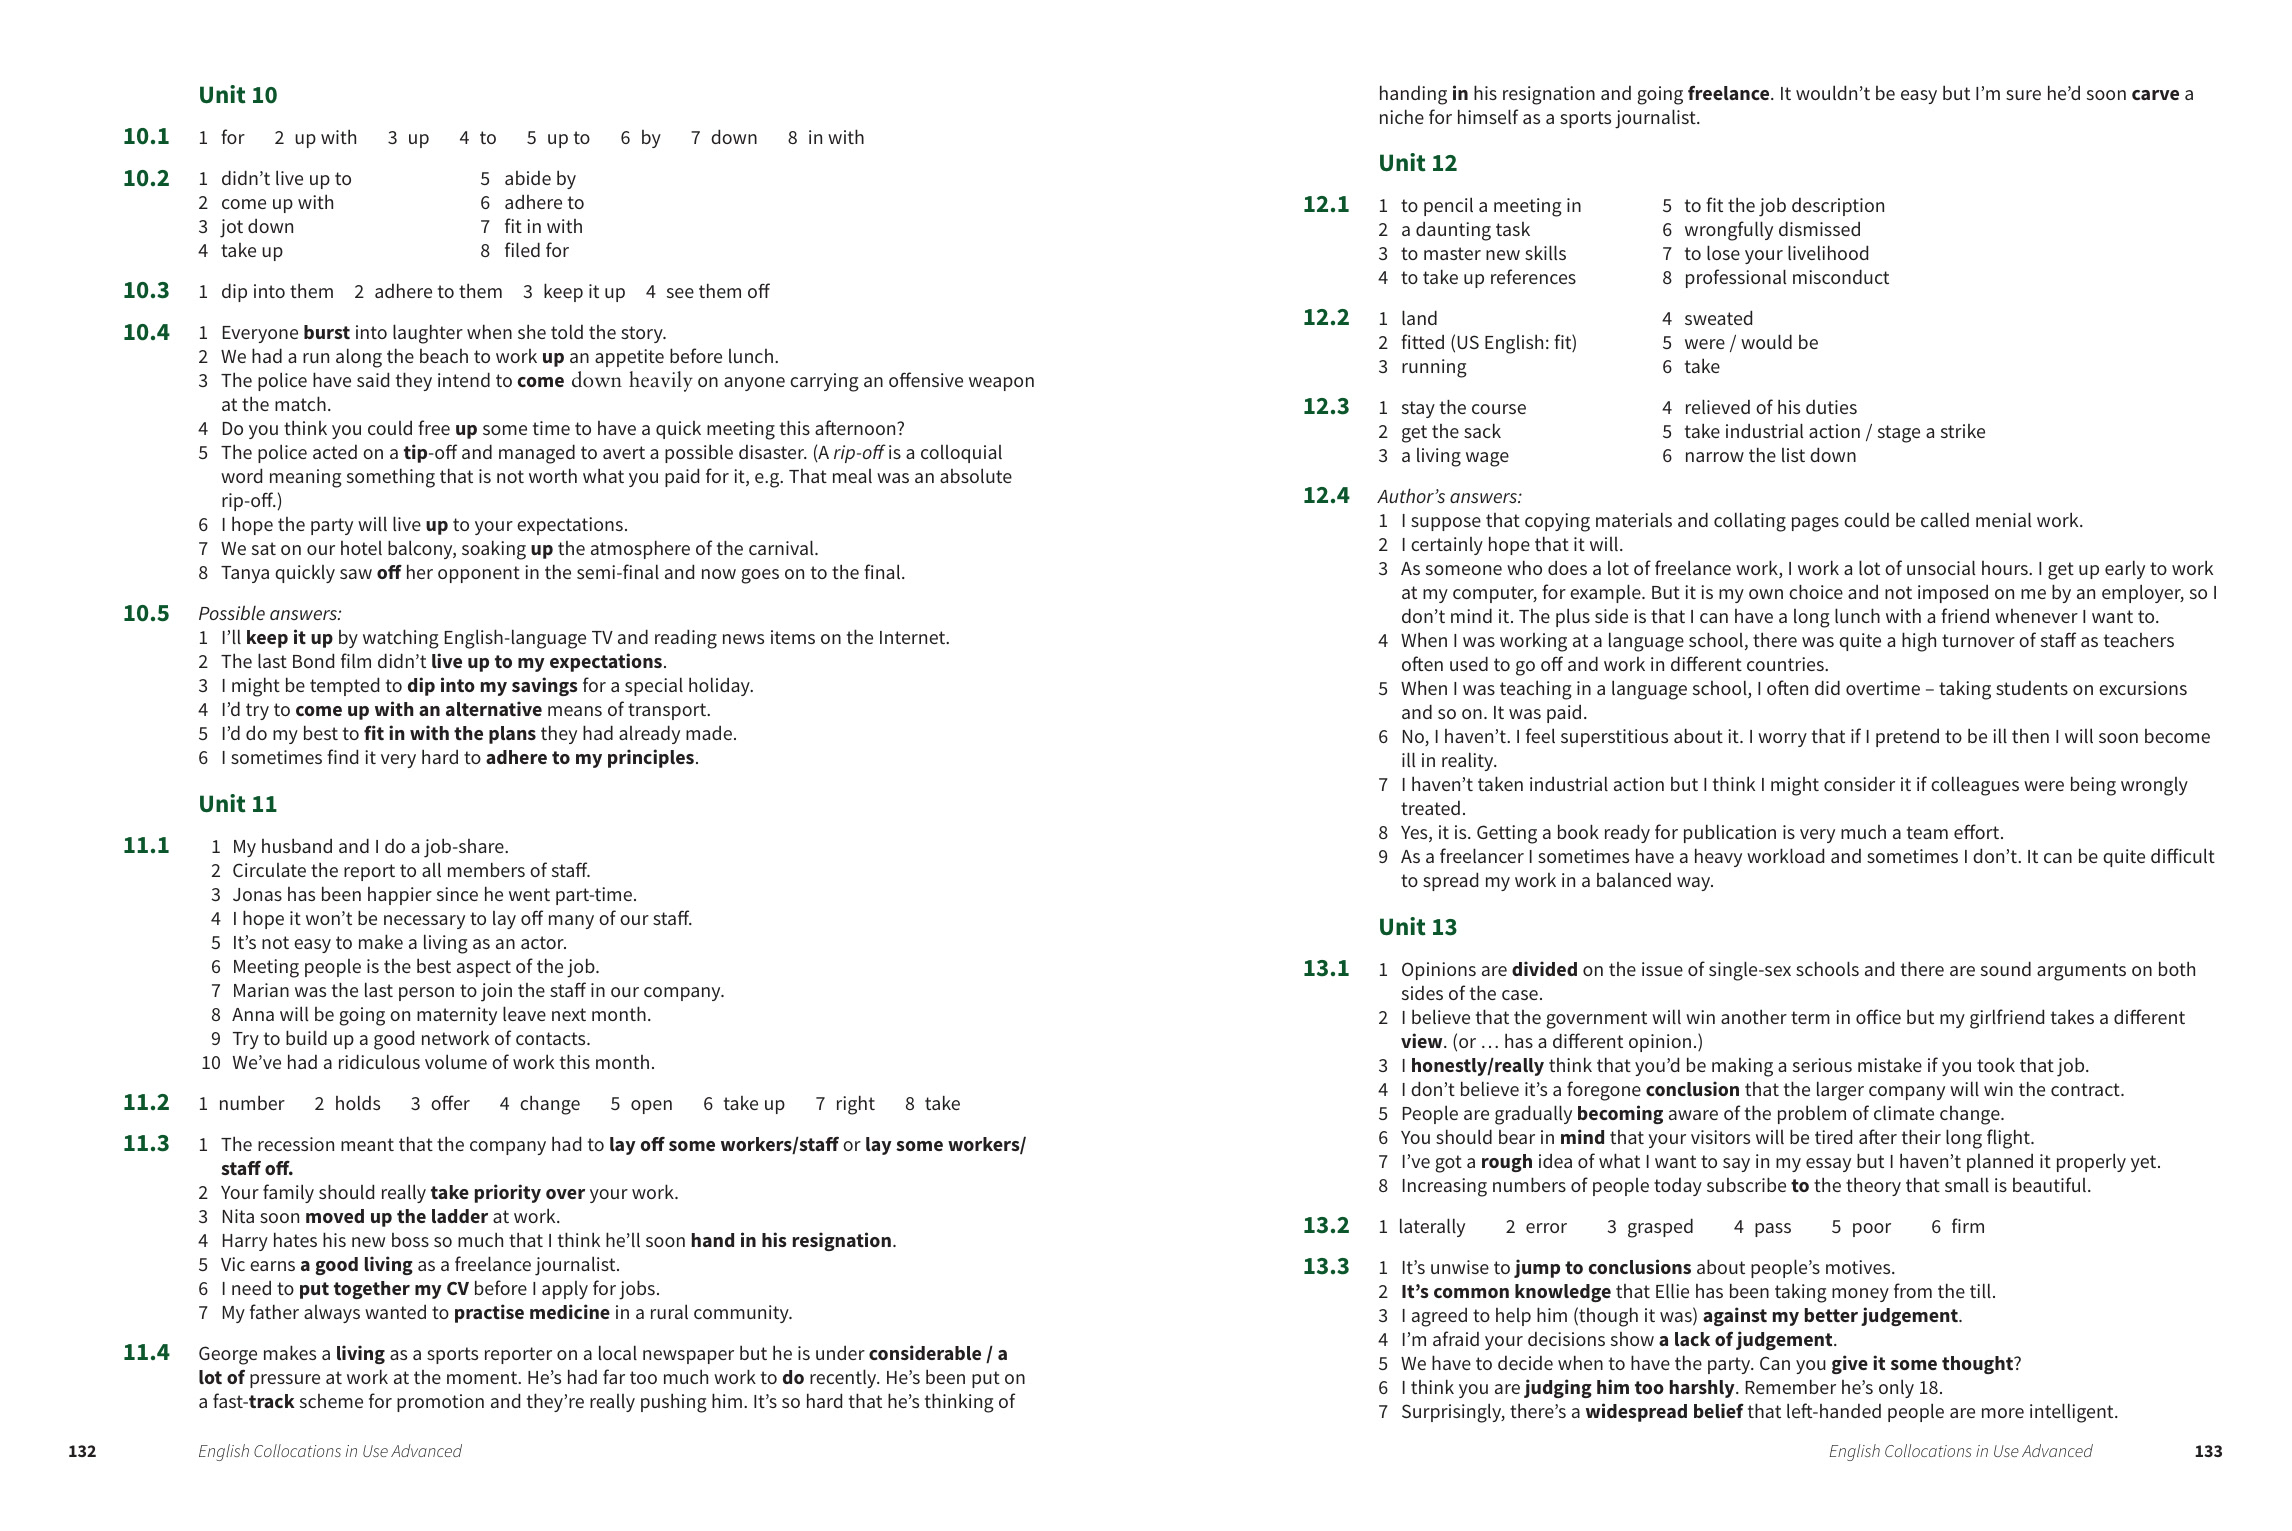 Unit 10
10.1 1 for 2 up with 3 up 4 to 5 up to 6 by 7 down 8 in with
10.2 1 didn’t live up to 5 abide by
2 come up with 6 adhere to
3 jot down 7 fit in with
4 take up 8 filed for
10.3 1 dip into them 2 adhere to them 3 keep it up 4 see them off
10.4 1 Everyone burst into laughter when she told the story.
2 We had a run along the beach to work up an appetite before lunch.
3 The police have said they intend to come down heavily on anyone carrying an offensive weapon
at the match.
4 Do you think you could free up some time to have a quick meeting this afternoon?
5 The police acted on a tip-off and managed to avert a possible disaster. (A rip-off is a colloquial
word meaning something that is not worth what you paid for it, e.g. That meal was an absolute
rip-off.)
6 I hope the party will live up to your expectations.
7 We sat on our hotel balcony, soaking up the atmosphere of the carnival.
8 Tanya quickly saw off her opponent in the semi-final and now goes on to the final.
10.5 Possible answers:
1 I’ll keep it up by watching English-language TV and reading news items on the Internet.
2 The last Bond film didn’t live up to my expectations.
3 I might be tempted to dip into my savings for a special holiday.
4 I’d try to come up with an alternative means of transport.
5 I’d do my best to fit in with the plans they had already made.
6 I sometimes find it very hard to adhere to my principles.
Unit 11
11.1 1 My husband and I do a job-share.
2 Circulate the report to all members of staff.
3 Jonas has been happier since he went part-time.
4 I hope it won’t be necessary to lay off many of our staff.
5 It’s not easy to make a living as an actor.
6 Meeting people is the best aspect of the job.
7 Marian was the last person to join the staff in our company.
8 Anna will be going on maternity leave next month.
9 Try to build up a good network of contacts.
10 We’ve had a ridiculous volume of work this month.
11.2 1 number 2 holds 3 offer 4 change 5 open 6 take up 7 right 8 take
11.3 1 The recession meant that the company had to lay off some workers/staff or lay some workers/
staff off.
2 Your family should really take priority over your work.
3 Nita soon moved up the ladder at work.
4 Harry hates his new boss so much that I think he’ll soon hand in his resignation.
5 Vic earns a good living as a freelance journalist.
6 I need to put together my CV before I apply for jobs.
7 My father always wanted to practise medicine in a rural community.
11.4 George makes a living as a sports reporter on a local newspaper but he is under considerable / a
lot of pressure at work at the moment. He’s had far too much work to do recently. He’s been put on
a fast-track scheme for promotion and they’re really pushing him. It’s so hard that he’s thinking of
132 English Collocations in Use Advanced
handing in his resignation and going freelance. It wouldn’t be easy but I’m sure he’d soon carve a
niche for himself as a sports journalist.
Unit 12
12.1 1 to pencil a meeting in 5 to fit the job description
2 a daunting task 6 wrongfully dismissed
3 to master new skills 7 to lose your livelihood
4 to take up references 8 professional misconduct
12.2 1 land 4 sweated
2 fitted (US English: fit) 5 were / would be
3 running 6 take
12.3 1 stay the course 4 relieved of his duties
2 get the sack 5 take industrial action / stage a strike
3 a living wage 6 narrow the list down
12.4 Author’s answers:
1 I suppose that copying materials and collating pages could be called menial work.
2 I certainly hope that it will.
3 As someone who does a lot of freelance work, I work a lot of unsocial hours. I get up early to work
at my computer, for example. But it is my own choice and not imposed on me by an employer, so I
don’t mind it. The plus side is that I can have a long lunch with a friend whenever I want to.
4 When I was working at a language school, there was quite a high turnover of staff as teachers
often used to go off and work in different countries.
5 When I was teaching in a language school, I often did overtime – taking students on excursions
and so on. It was paid.
6 No, I haven’t. I feel superstitious about it. I worry that if I pretend to be ill then I will soon become
ill in reality.
7 I haven’t taken industrial action but I think I might consider it if colleagues were being wrongly
treated.
8 Yes, it is. Getting a book ready for publication is very much a team effort.
9 As a freelancer I sometimes have a heavy workload and sometimes I don’t. It can be quite difficult
to spread my work in a balanced way.
Unit 13
13.1 1 Opinions are divided on the issue of single-sex schools and there are sound arguments on both
sides of the case.
2 I believe that the government will win another term in office but my girlfriend takes a different
view. (or … has a different opinion.)
3 I honestly/really think that you’d be making a serious mistake if you took that job.
4 I don’t believe it’s a foregone conclusion that the larger company will win the contract.
5 People are gradually becoming aware of the problem of climate change.
6 You should bear in mind that your visitors will be tired after their long flight.
7 I’ve got a rough idea of what I want to say in my essay but I haven’t planned it properly yet.
8 Increasing numbers of people today subscribe to the theory that small is beautiful.
13.2 1 laterally 2 error 3 grasped 4 pass 5 poor 6 firm
13.3 1 It’s unwise to jump to conclusions about people’s motives.
2 It’s common knowledge that Ellie has been taking money from the till.
3 I agreed to help him (though it was) against my better judgement.
4 I’m afraid your decisions show a lack of judgement.
5 We have to decide when to have the party. Can you give it some thought?
6 I think you are judging him too harshly. Remember he’s only 18.
7 Surprisingly, there’s a widespread belief that left-handed people are more intelligent.
English Collocations in Use Advanced 133